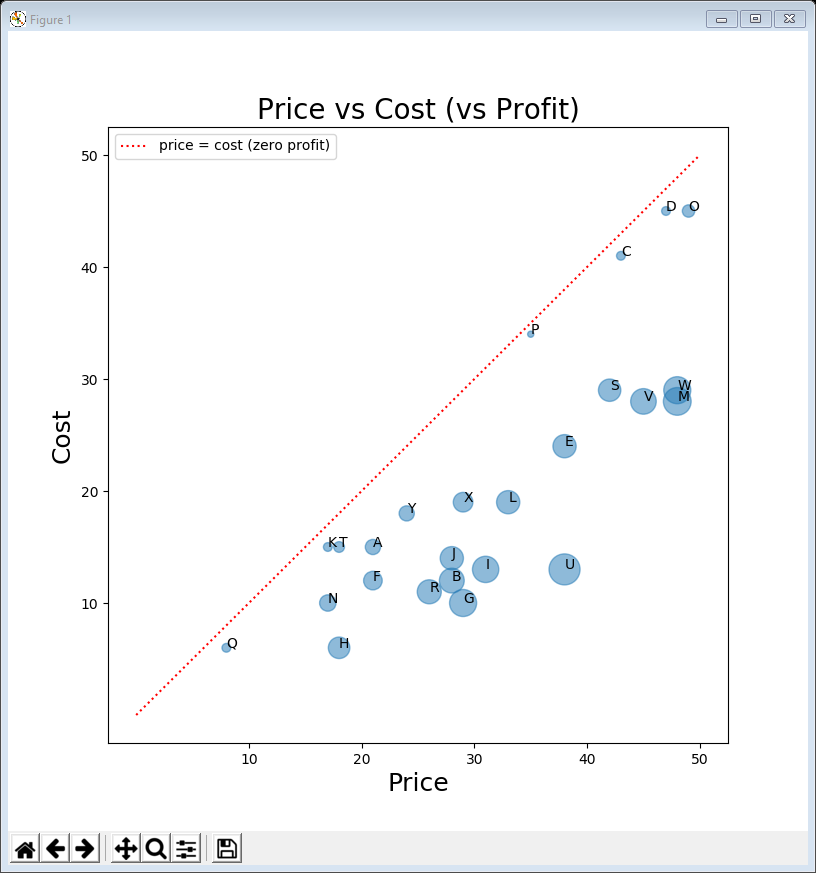 Figure 1
Price vs Cost (vs Profit)
price = cost (zero profit)
50
40
30
20
10
Cost
D
O
C
P
S
W
V
M
E
X
L
Y
K
T
A
J
I
U
F
B
R
G
N
Q
H
10
20
30
40
50
Price